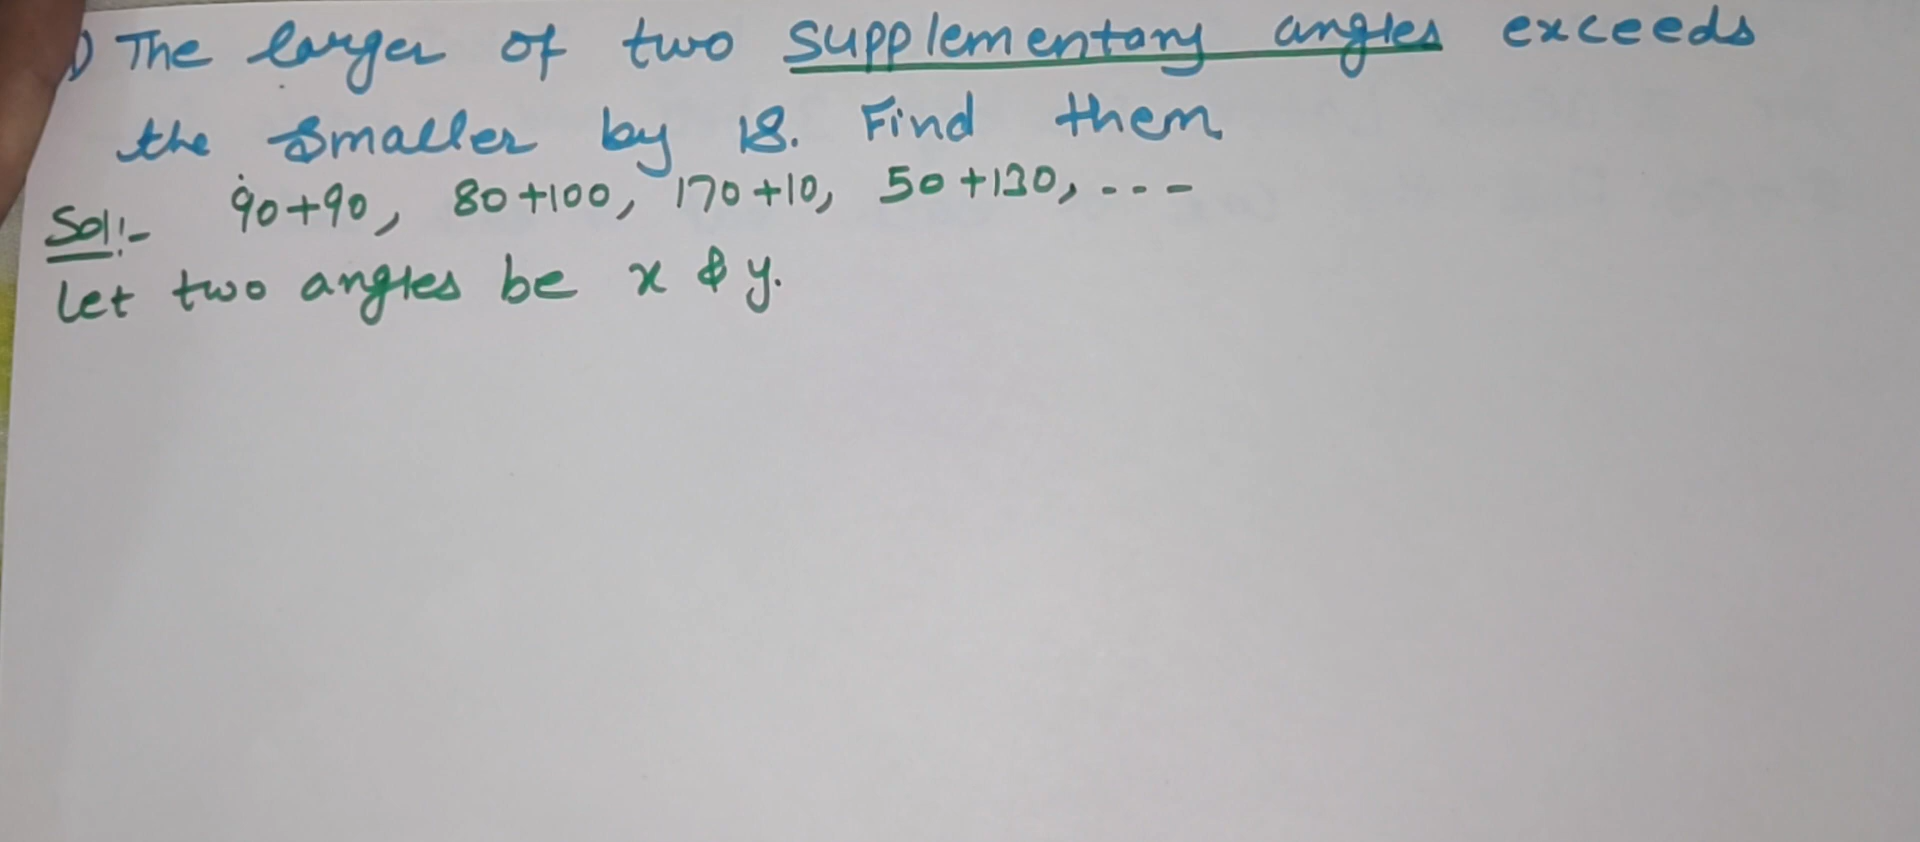 ) The larger of two supplementary angles exceeds
the smaller by 18. Find them
Sol:- 90+90, 80+100, 170+10, 50+130, ---
Let two angles be x & y.